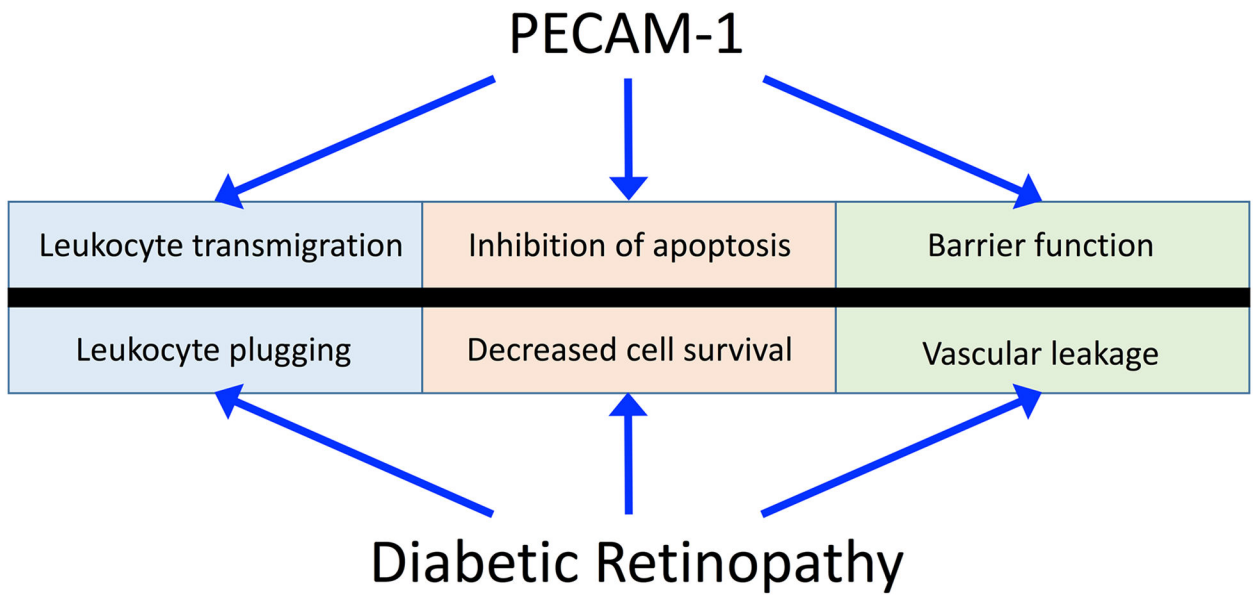 PECAM-1
Leukocyte transmigration
Inhibition of apoptosis
Barrier function
Leukocyte plugging
Decreased cell survival
Vascular leakage
Diabetic Retinopathy